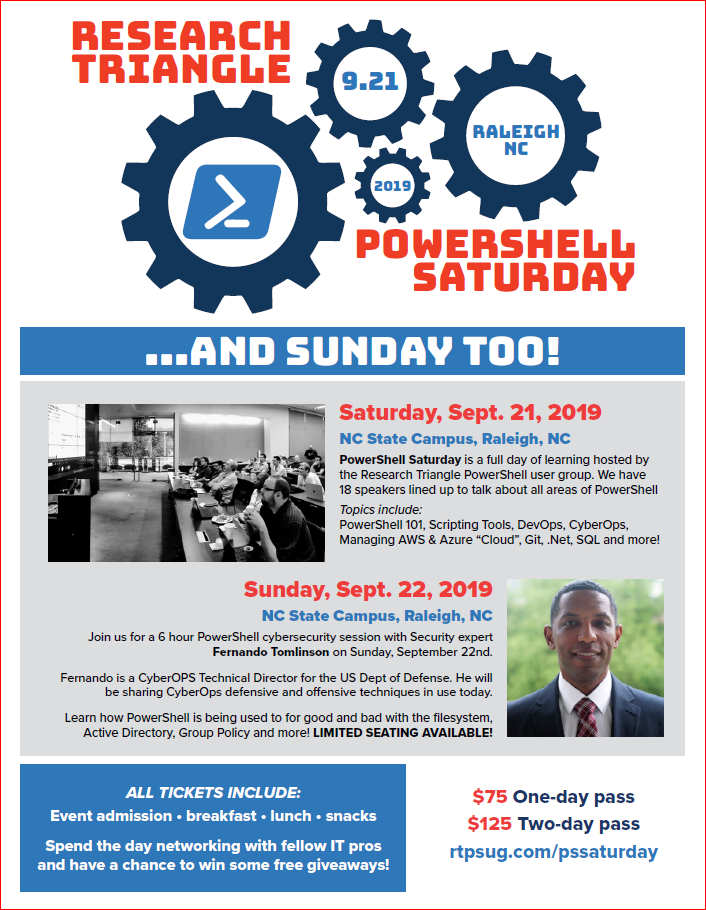 RESEARCH
TRIANGLE
9.21
RALEIGH
NC
2019
POWERSHELL
SATURDAY
...AND SUNDAY TOO!
Saturday, Sept. 21, 2019
NC State Campus, Raleigh, NC
PowerShell Saturday is a full day of learning hosted by
the Research Triangle PowerShell user group. We have
18 speakers lined up to talk about all areas of PowerShell
Topics include:
PowerShell 101, Scripting Tools, DevOps, CyberOps,
Managing AWS & Azure “Cloud”, Git, .Net, SQL and more!
Sunday, Sept. 22, 2019
NC State Campus, Raleigh, NC
Join us for a 6 hour PowerShell cybersecurity session with Security expert
Fernando Tomlinson on Sunday, September 22nd.
Fernando is a CyberOPS Technical Director for the US Dept of Defense. He will
be sharing CyberOps defensive and offensive techniques in use today.
Learn how PowerShell is being used to for good and bad with the filesystem,
Active Directory, Group Policy and more! LIMITED SEATING AVAILABLE!
ALL TICKETS INCLUDE:
Event admission • breakfast • lunch • snacks
Spend the day networking with fellow IT pros
and have a chance to win some free giveaways!
$75 One-day pass
$125 Two-day pass
rtpsug.com/pssaturday